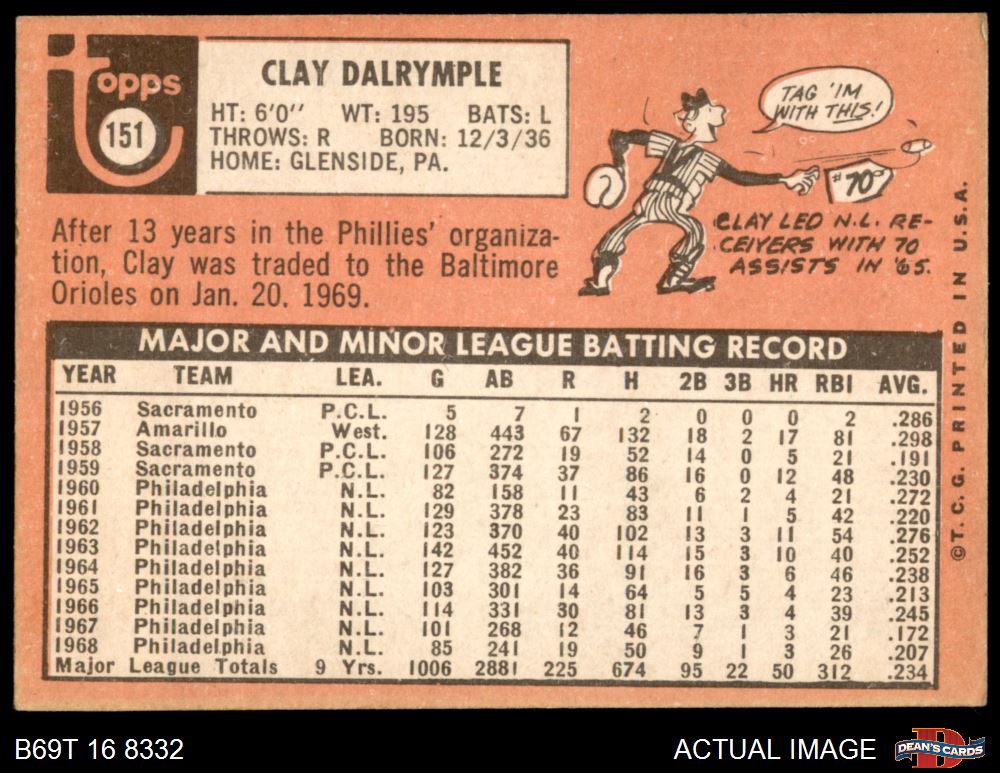 Topps
151
CLAY DALRYMPLE
HT: 6'0" WT: 195 BATS: L
THROWS: R BORN: 12/3/36
HOME: GLENSIDE, PA.
TAG 'IM
WITH THIS!
#70
CLAY LED N.L. RE-
CEIVERS WITH 70
ASSISTS IN '65.
After 13 years in the Phillies' organiza-
tion, Clay was traded to the Baltimore
Orioles on Jan. 20, 1969.
MAJOR AND MINOR LEAGUE BATTING RECORD
YEAR TEAM LEA. G AB R H 2B 3B HR RBI AVG.
1956 Sacramento P.C.L. 5 7 1 2 0 0 0 2 .286
1957 Amarillo West. 128 443 67 132 18 2 17 81 .298
1958 Sacramento P.C.L. 106 272 19 52 14 0 5 21 .191
1959 Sacramento P.C.L. 127 374 37 86 16 0 12 48 .230
1960 Philadelphia N.L. 82 158 11 43 6 2 4 21 .272
1961 Philadelphia N.L. 129 378 23 83 11 1 5 42 .220
1962 Philadelphia N.L. 123 370 40 102 13 3 11 54 .276
1963 Philadelphia N.L. 142 452 40 114 15 3 10 40 .252
1964 Philadelphia N.L. 127 382 36 91 16 3 6 46 .238
1965 Philadelphia N.L. 103 301 14 64 5 5 4 23 .213
1966 Philadelphia N.L. 114 331 30 81 13 3 4 39 .245
1967 Philadelphia N.L. 101 268 12 46 7 1 3 21 .172
1968 Philadelphia N.L. 85 241 19 50 9 1 3 26 .207
Major League Totals 9 Yrs. 1006 2881 225 674 95 22 50 312 .234
©T.C.G. PRINTED IN U.S.A.
B69T 16 8332
ACTUAL IMAGE
DEAN'S CARDS